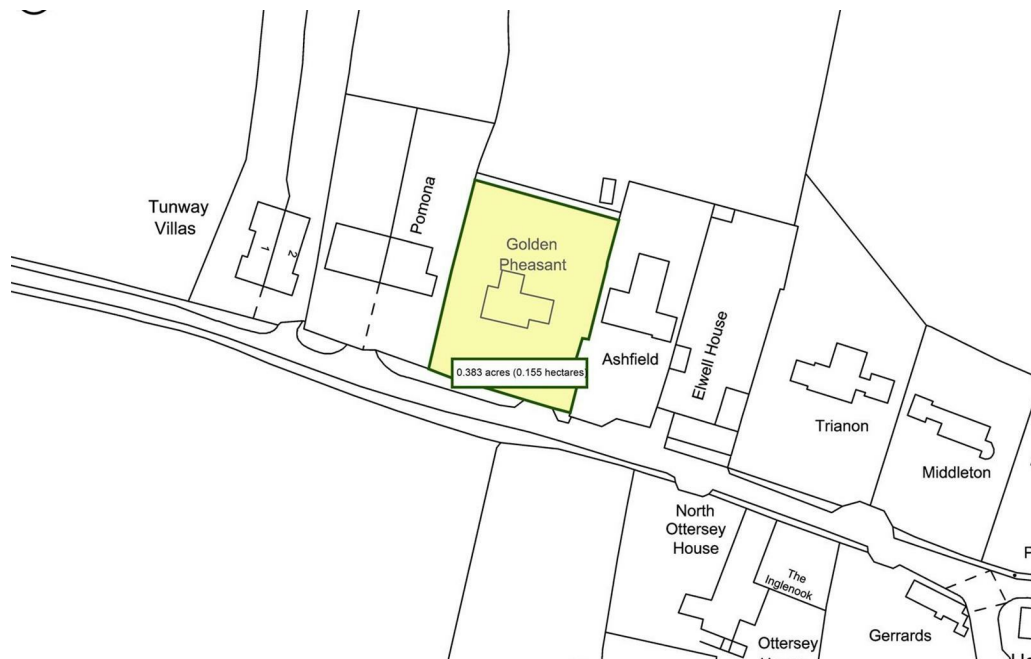 Tunway
Villas
1
2
Pomona
Golden
Pheasant
0.383 acres (0.155 hectares)
Ashfield
Elwell House
Trianon
Middleton
North
Ottersey
House
The
Inglenook
Ottersey
Gerrards